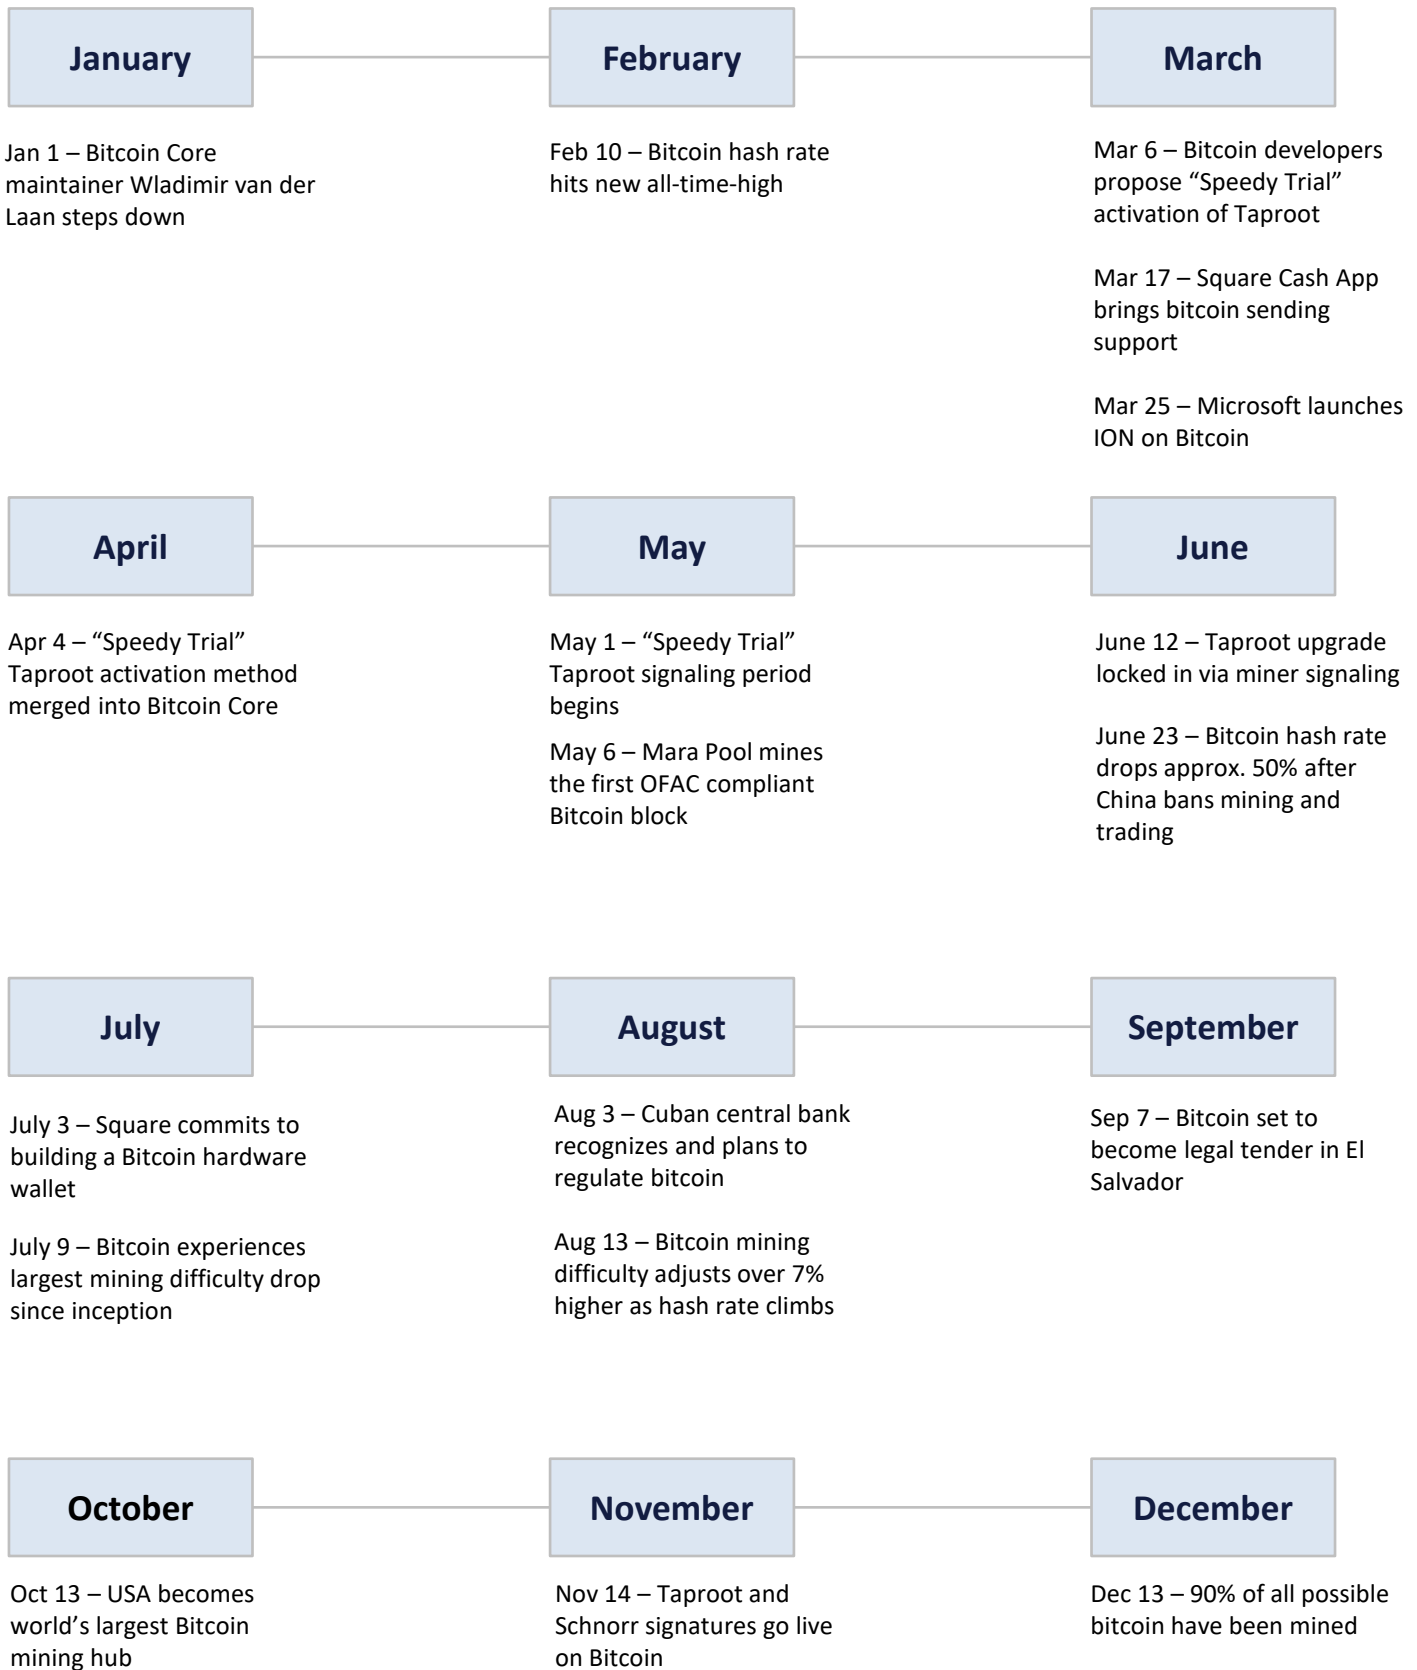 January
February
March
Jan 1 – Bitcoin Core
maintainer Wladimir van der
Laan steps down
Feb 10 – Bitcoin hash rate
hits new all-time-high
Mar 6 – Bitcoin developers
propose “Speedy Trial”
activation of Taproot
Mar 17 – Square Cash App
brings bitcoin sending
support
Mar 25 – Microsoft launches
ION on Bitcoin
April
May
June
Apr 4 – “Speedy Trial”
Taproot activation method
merged into Bitcoin Core
May 1 – “Speedy Trial”
Taproot signaling period
begins
May 6 – Mara Pool mines
the first OFAC compliant
Bitcoin block
June 12 – Taproot upgrade
locked in via miner signaling
June 23 – Bitcoin hash rate
drops approx. 50% after
China bans mining and
trading
July
August
September
July 3 – Square commits to
building a Bitcoin hardware
wallet
July 9 – Bitcoin experiences
largest mining difficulty drop
since inception
Aug 3 – Cuban central bank
recognizes and plans to
regulate bitcoin
Aug 13 – Bitcoin mining
difficulty adjusts over 7%
higher as hash rate climbs
Sep 7 – Bitcoin set to
become legal tender in El
Salvador
October
November
December
Oct 13 – USA becomes
world’s largest Bitcoin
mining hub
Nov 14 – Taproot and
Schnorr signatures go live
on Bitcoin
Dec 13 – 90% of all possible
bitcoin have been mined